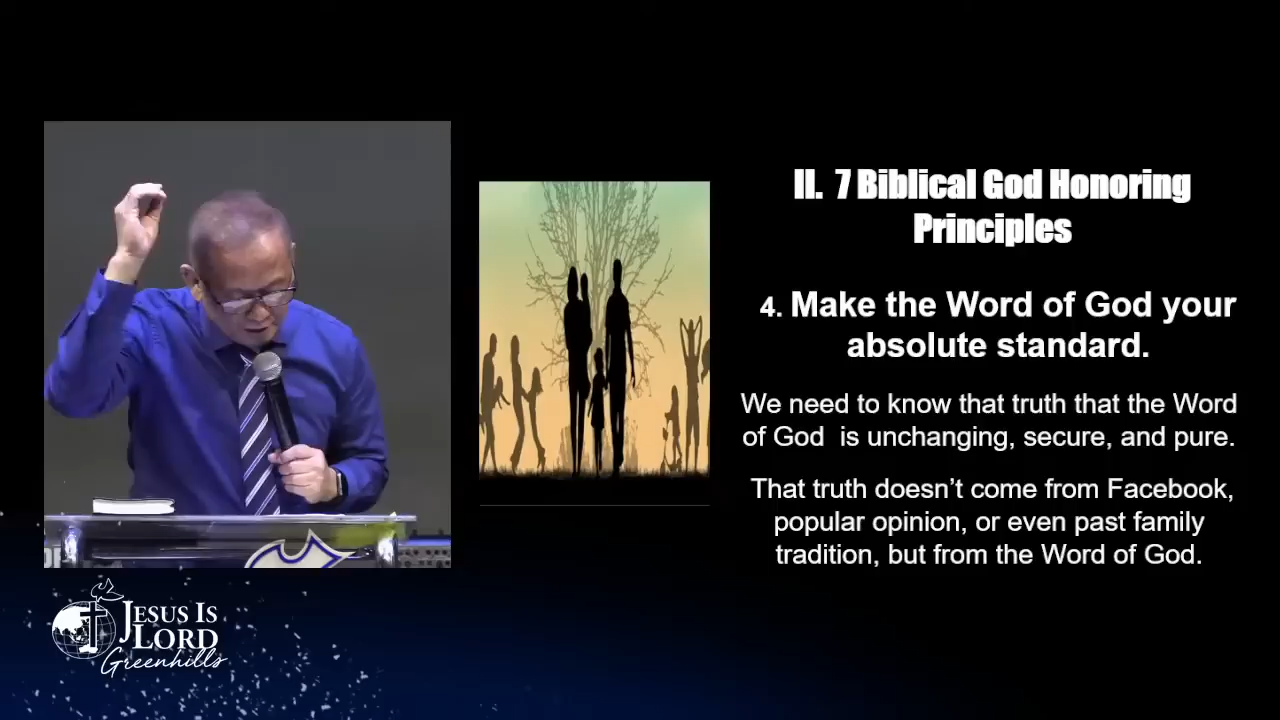 II. 7 Biblical God Honoring
Principles
4. Make the Word of God your
absolute standard.
We need to know that truth that the Word
of God is unchanging, secure, and pure.
That truth doesn’t come from Facebook,
popular opinion, or even past family
tradition, but from the Word of God.
JESUS IS
LORD
Greenhills